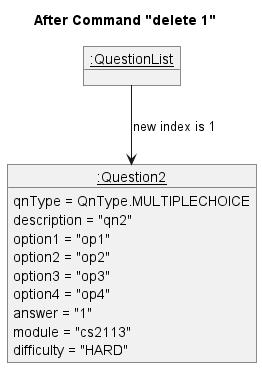 After Command "delete 1"
:QuestionList
new index is 1
:Question2
qnType = QnType.MULTIPLECHOICE
description = "qn2"
option1 = "op1"
option2 = "op2"
option3 = "op3"
option4 = "op4"
answer = "1"
module = "cs2113"
difficulty = "HARD"